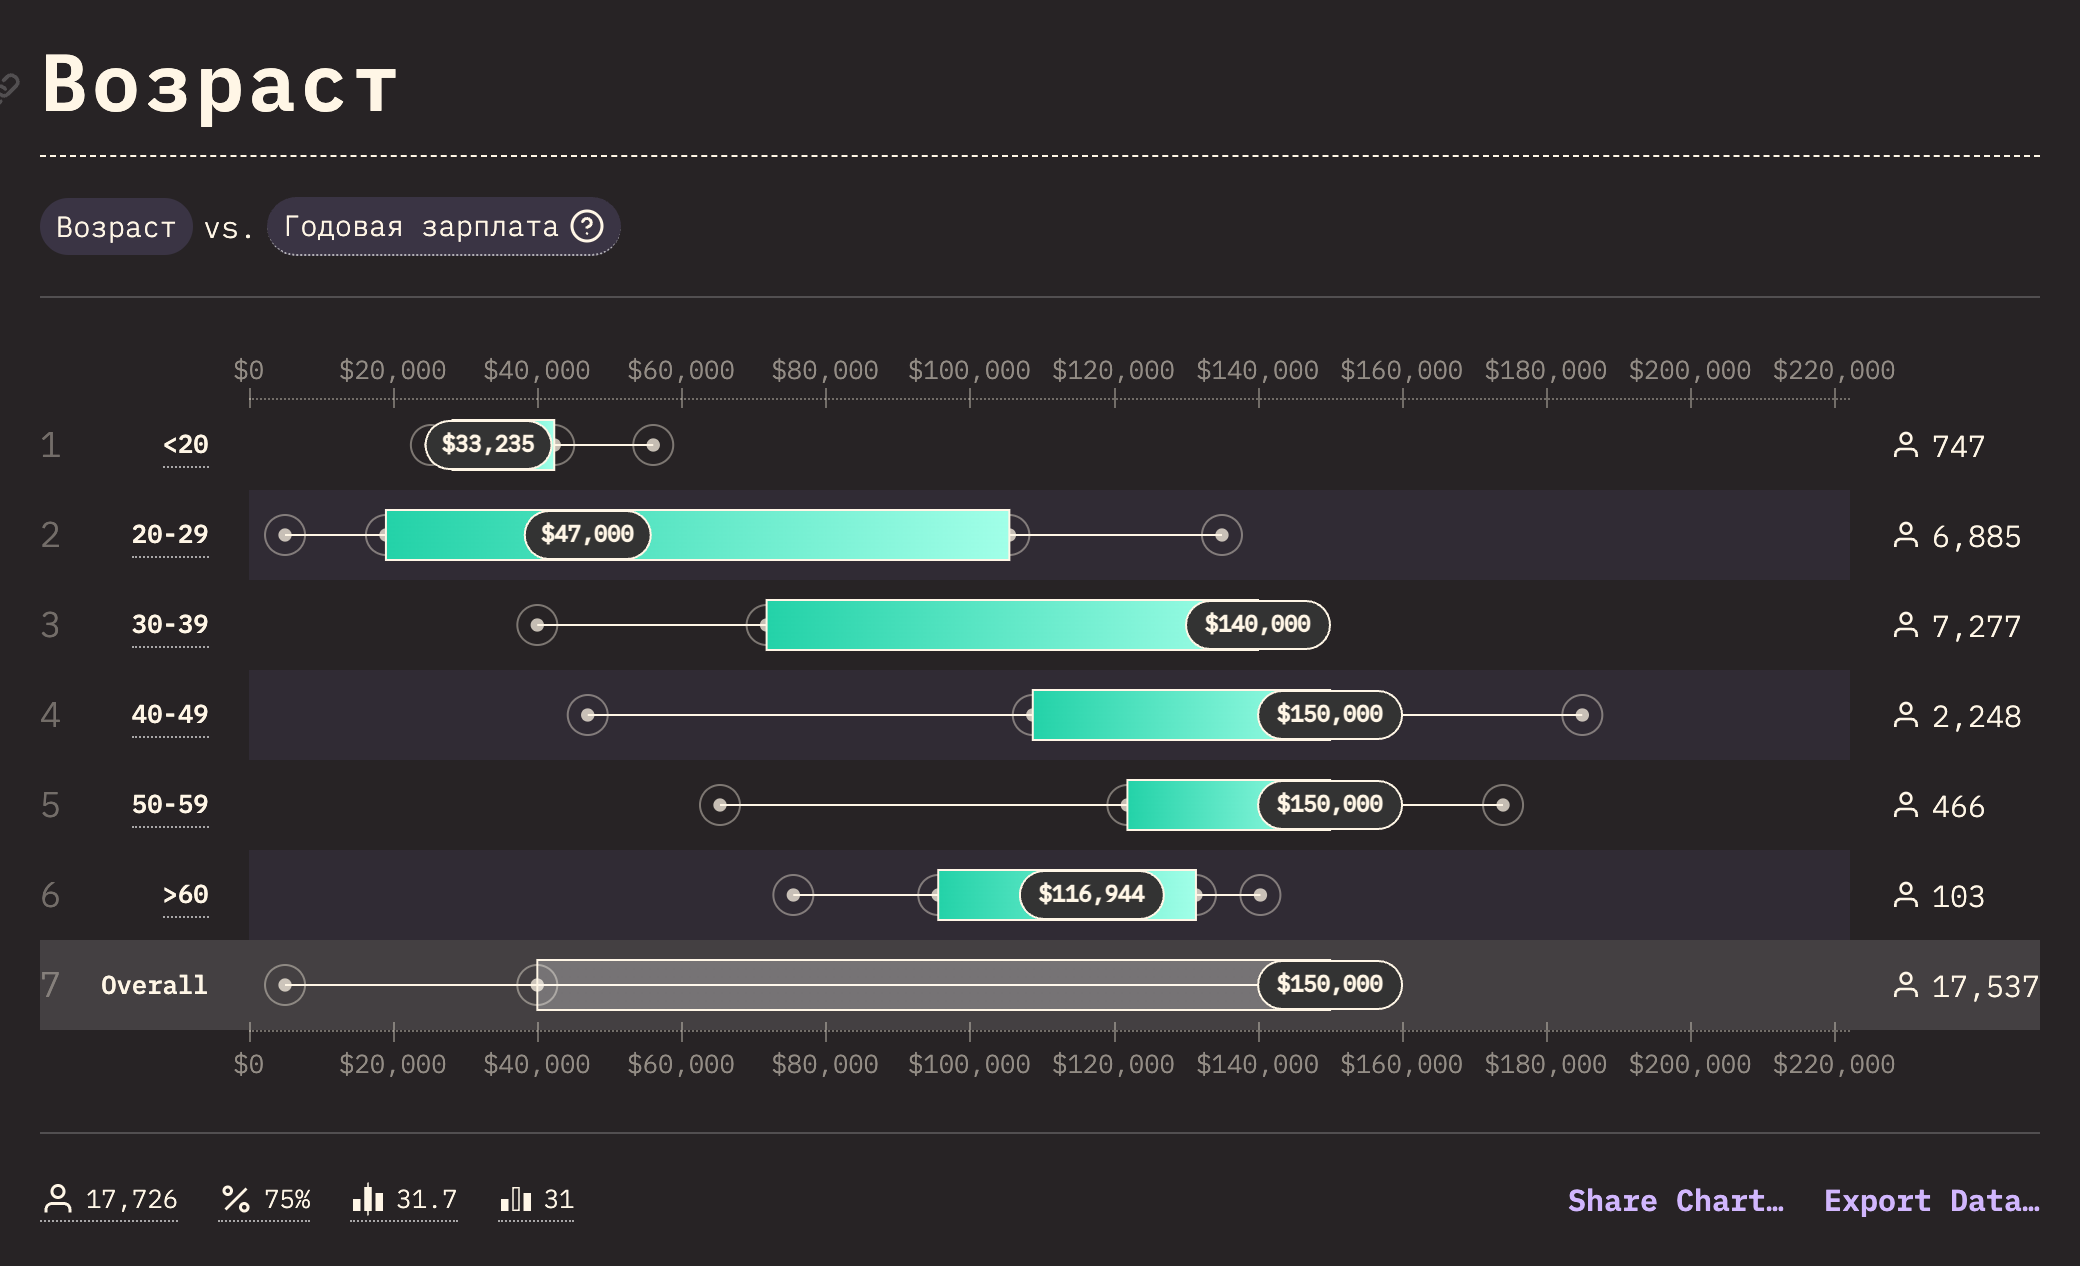 Возраст
Возраст vs. Годовая зарплата ?
$0 $20,000 $40,000 $60,000 $80,000 $100,000 $120,000 $140,000 $160,000 $180,000 $200,000 $220,000
1 <20 $33,235 747
2 20-29 $47,000 6,885
3 30-39 $140,000 7,277
4 40-49 $150,000 2,248
5 50-59 $150,000 466
6 >60 $116,944 103
7 Overall $150,000 17,537
$0 $20,000 $40,000 $60,000 $80,000 $100,000 $120,000 $140,000 $160,000 $180,000 $200,000 $220,000
17,726 % 75% 31.7 31 Share Chart… Export Data…